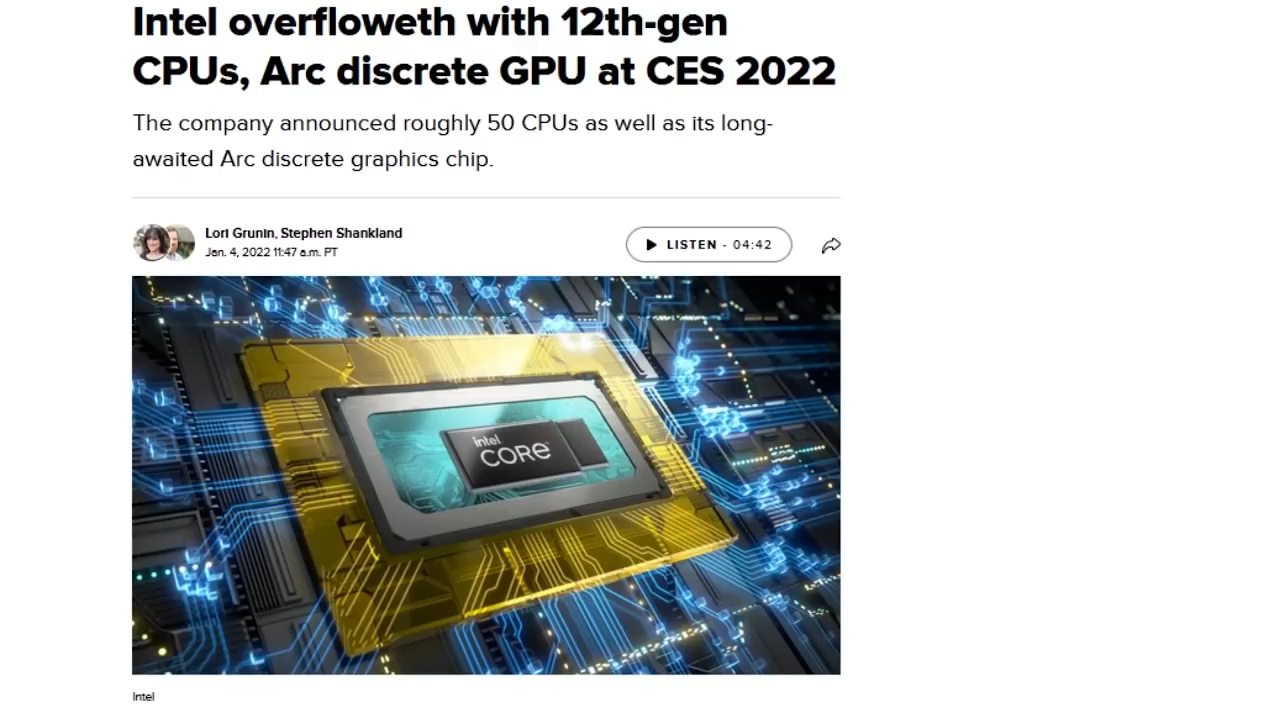 Intel overfloweth with 12th-gen
CPUs, Arc discrete GPU at CES 2022
The company announced roughly 50 CPUs as well as its long-
awaited Arc discrete graphics chip.
Lori Grunin, Stephen Shankland
Jan. 4, 2022 11:47 a.m. PT
LISTEN - 04:42
intel
CORE
Intel